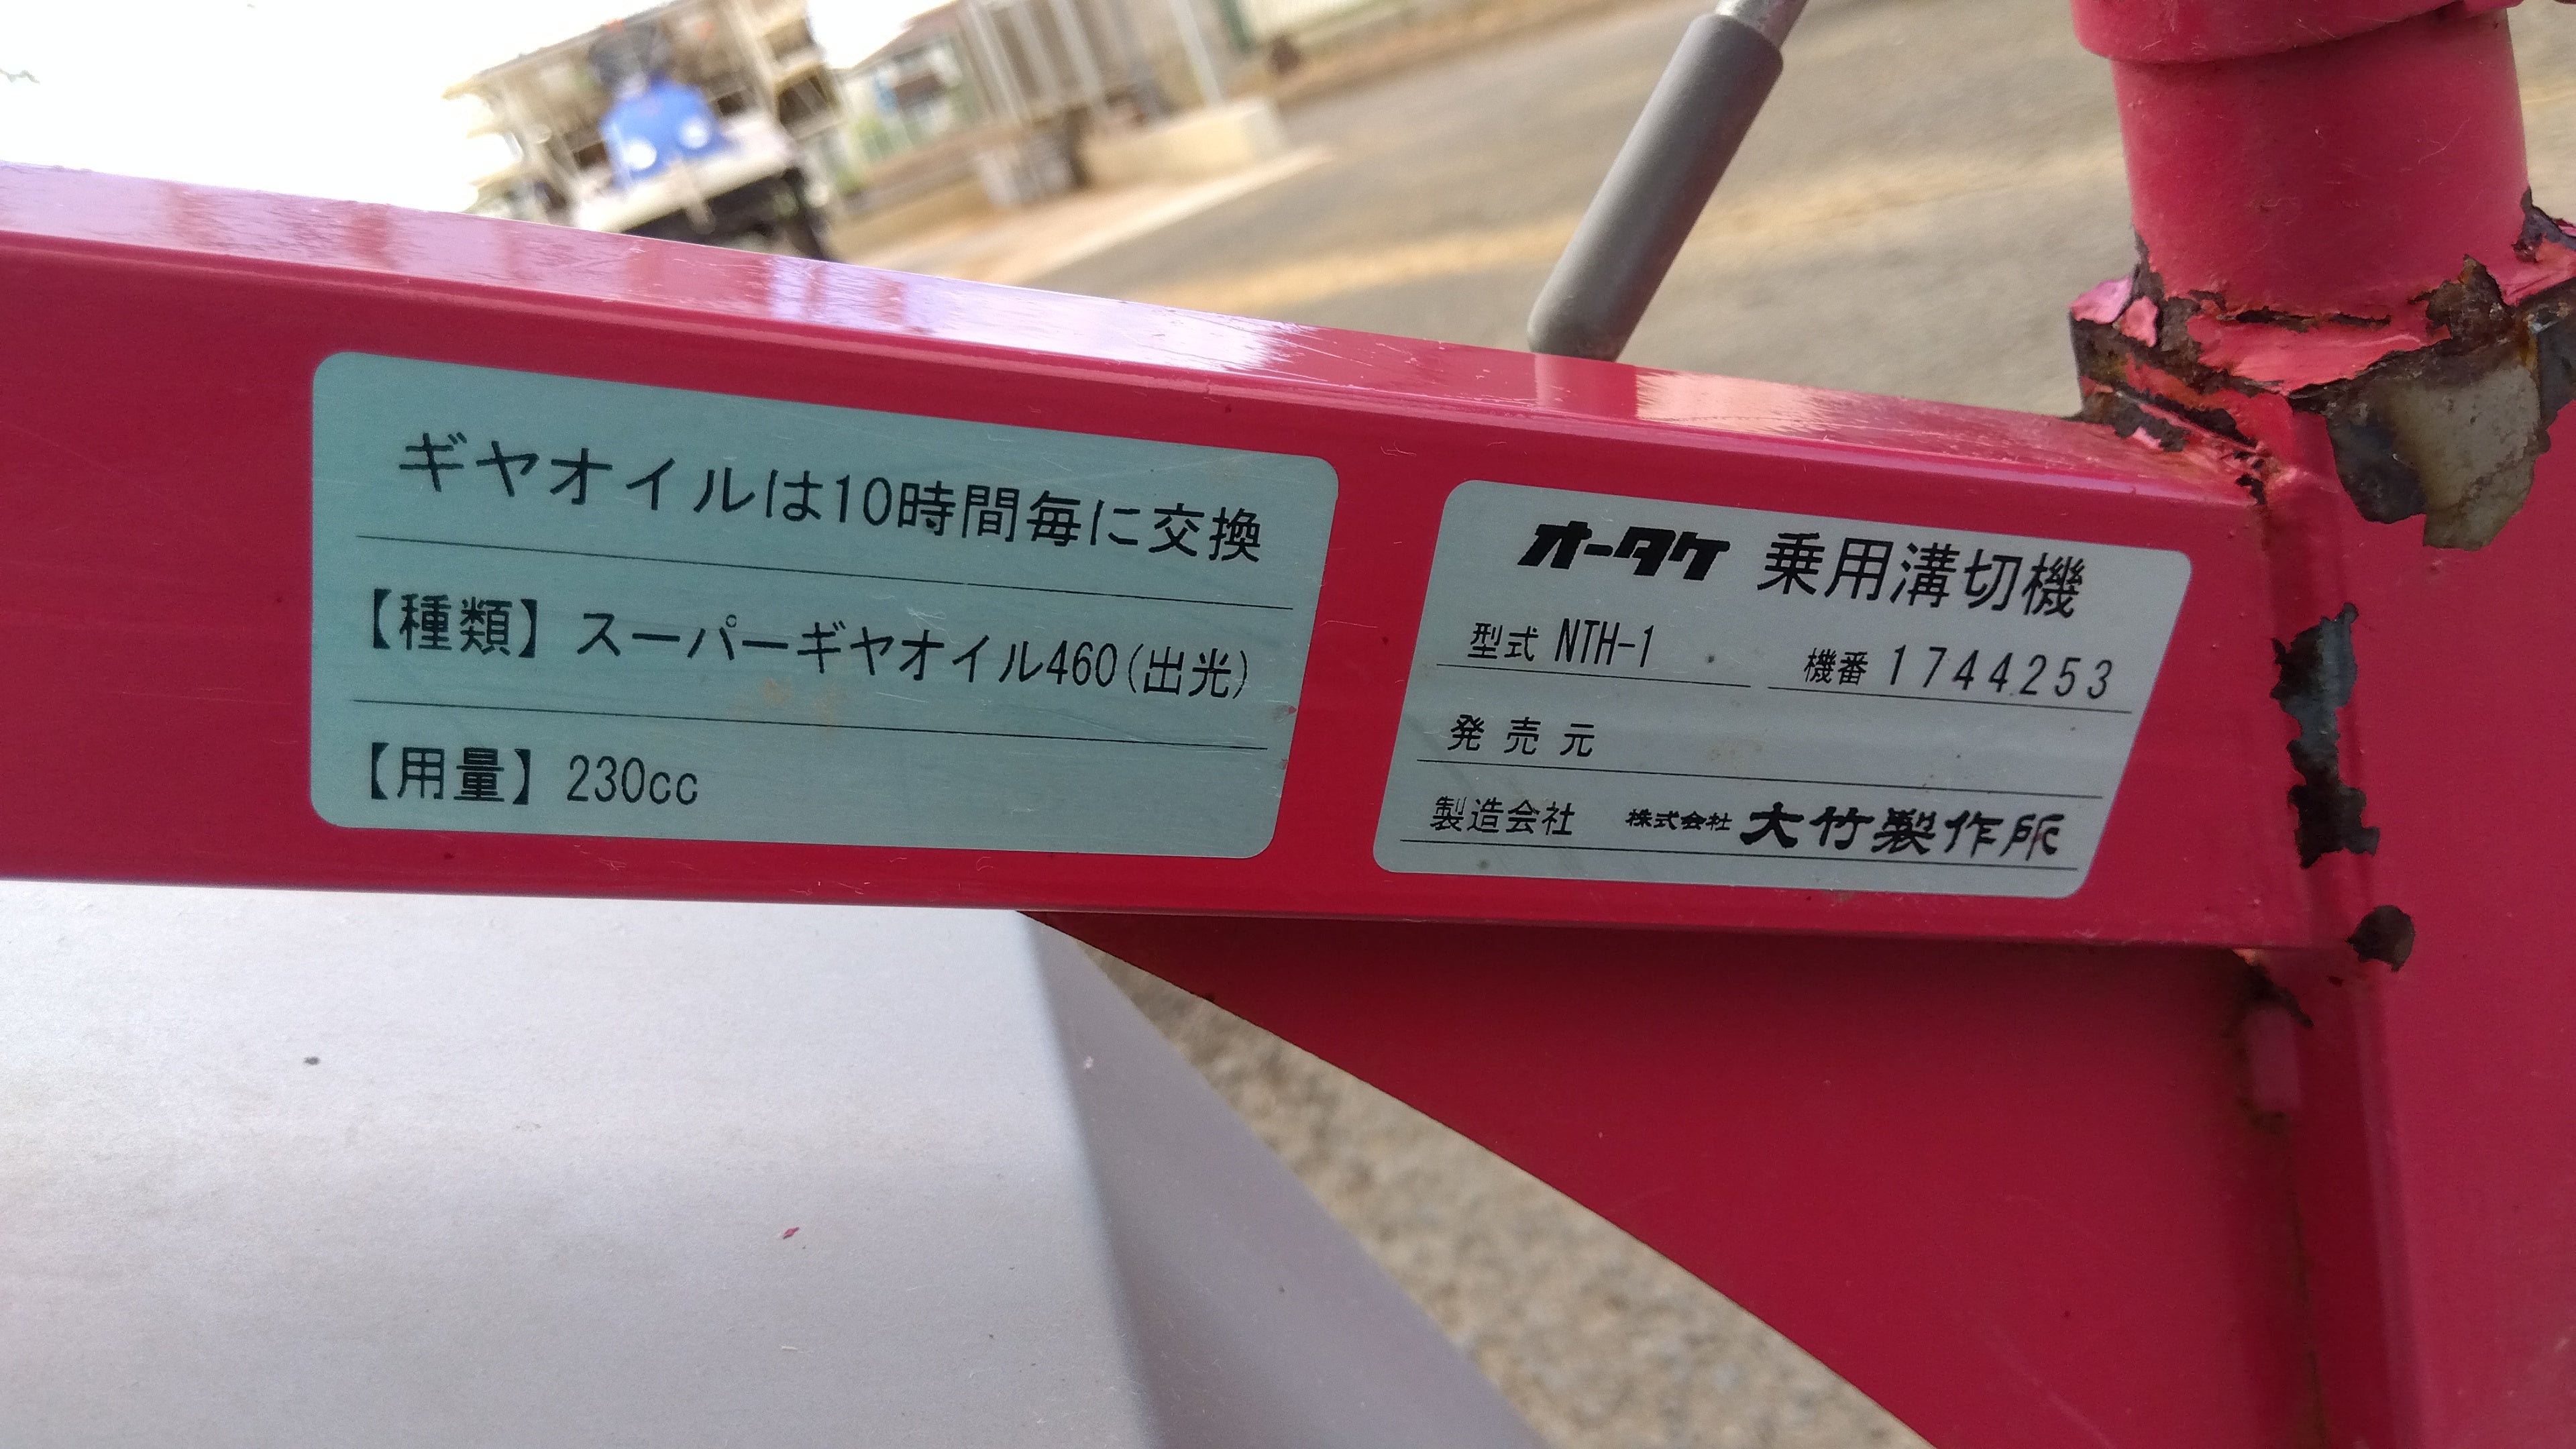 ギヤオイルは10時間毎に交換
【種類】スーパーギヤオイル460(出光)
【用量】230cc
オータケ 乗用溝切機
型式 NTH-1 機番 1744253
発売元
製造会社 株式会社 大竹製作所